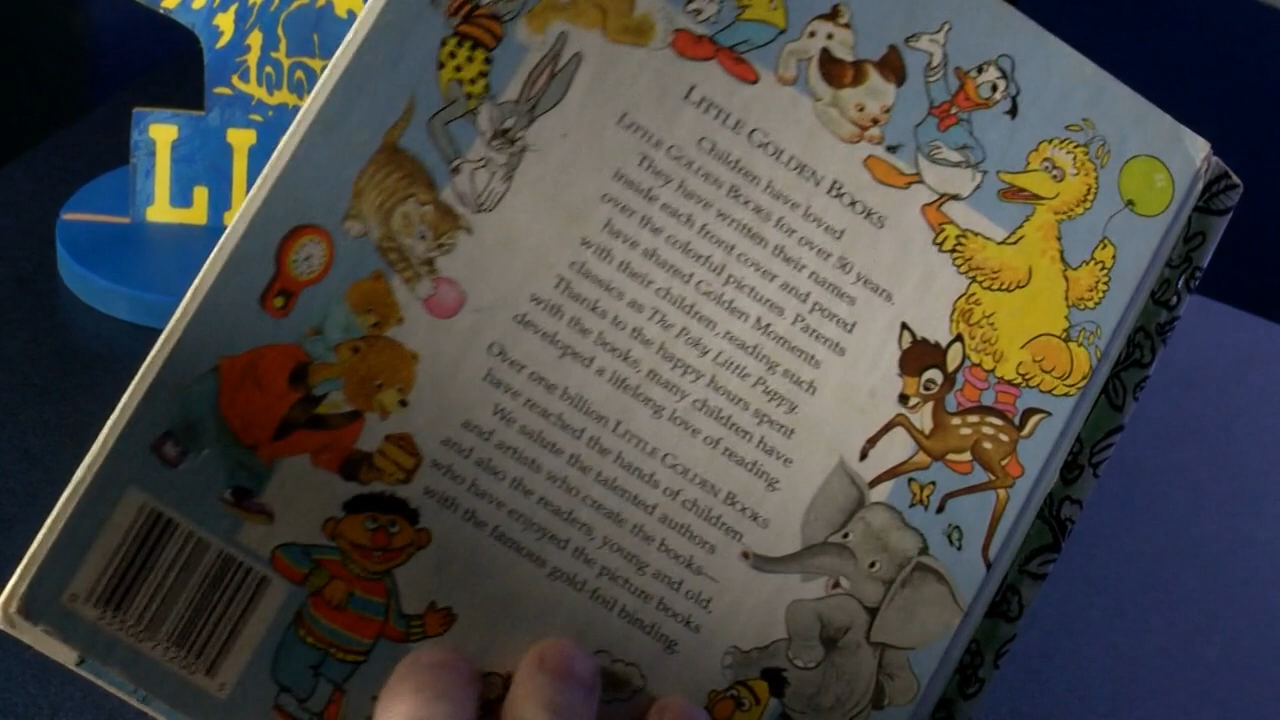 LI
LITTLE GOLDEN BOOKS
Children have loved
LITTLE GOLDEN BOOKS for over 50 years.
They have written their names
inside each front cover and pored
over the colorful pictures. Parents
have shared Golden Moments
with their children, reading such
classics as The Poky Little Puppy.
Thanks to the happy hours spent
with the books, many children have
developed a lifelong love of reading.
Over one billion LITTLE GOLDEN BOOKS
have reached the hands of children.
We salute the talented authors
and artists who create the books—
and also the readers, young and old,
who have enjoyed the picture books
with the famous gold-foil binding.